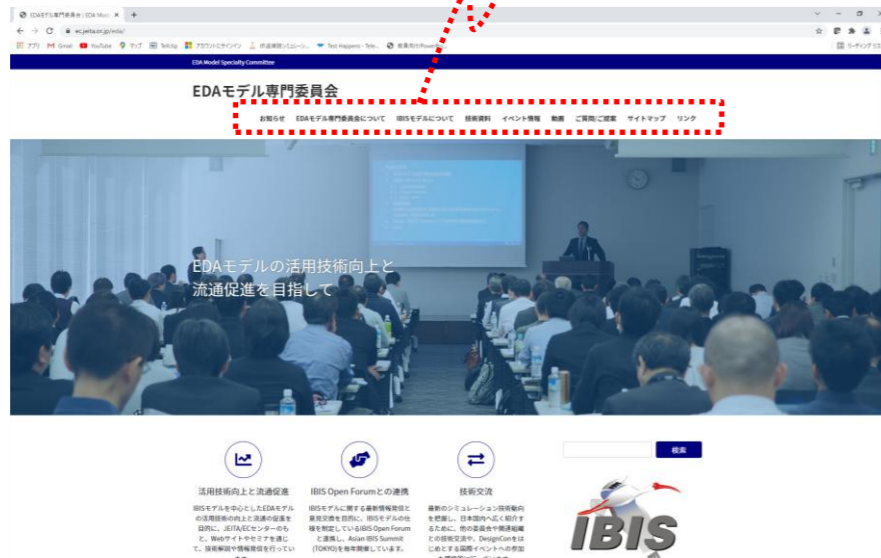 EDAモデル専門委員会 | EDA Mod
ec.jeita.or.jp/eda/
アプリ Gmail YouTube マップ TeraUp アカウントにサインイン Test Happens - Tele..
EDA Model Specialty Committee
EDAモデル専門委員会
お知らせ EDAモデル専門委員会について IBISモデルについて 技術資料 イベント情報 動画 ご質問/ご提案 サイトマップ リンク
EDAモデルの活用技術向上と
流通促進を目指して
検索
活用技術向上と流通促進
IBISモデルを中心としたEDAモデル
の活用技術の向上と流通の促進を
目的に、JEITA/ECセンターのも
と、Webサイトやセミナを通じ
て、技術解説や情報発信を行ってい
IBIS Open Forumとの連携
IBISモデルに関する最新情報発信と
意見交換を目的に、IBISモデルの仕
様を制定しているIBIS Open Forum
と連携し、Asian IBIS Summit
(TOKYO)を毎年開催しています。
技術交流
最新のシミュレーション技術動向
を把握し、日本国内へ広く紹介す
るために、他の委員会や関連組織
との技術交流や、DesignConをは
じめとする国際イベントへの参加
IBIS